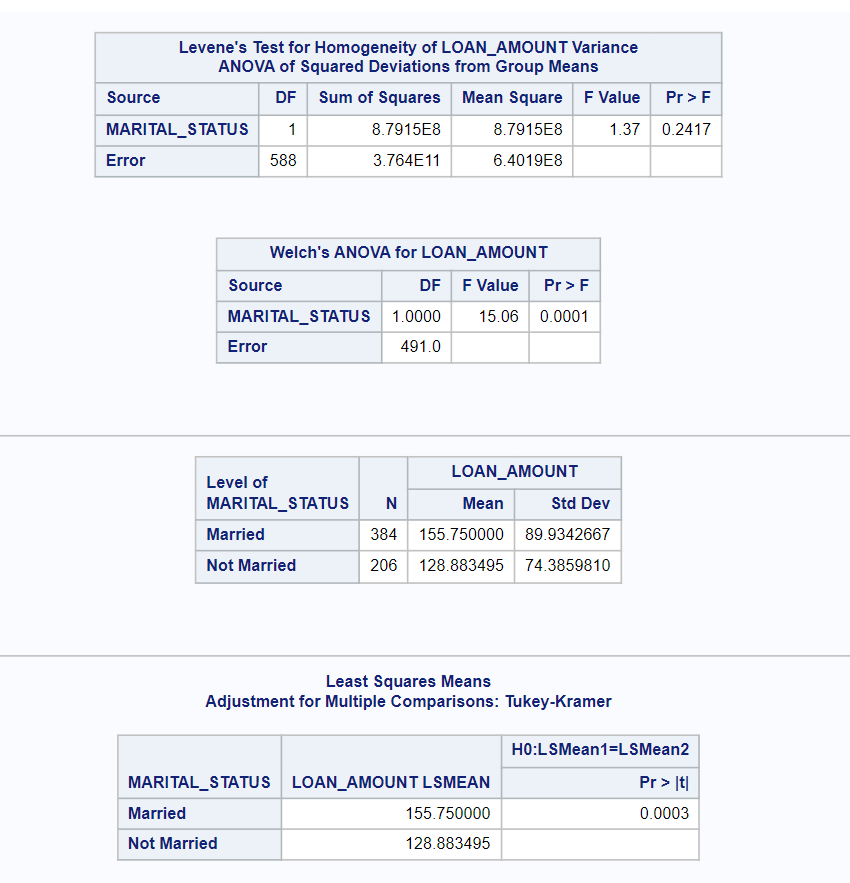 Levene's Test for Homogeneity of LOAN_AMOUNT Variance
ANOVA of Squared Deviations from Group Means
Source DF Sum of Squares Mean Square F Value Pr > F
MARITAL_STATUS 1 8.7915E8 8.7915E8 1.37 0.2417
Error 588 3.764E11 6.4019E8
Welch's ANOVA for LOAN_AMOUNT
Source DF F Value Pr > F
MARITAL_STATUS 1.0000 15.06 0.0001
Error 491.0
Level of
MARITAL_STATUS N LOAN_AMOUNT
Mean Std Dev
Married 384 155.750000 89.9342667
Not Married 206 128.883495 74.3859810
Least Squares Means
Adjustment for Multiple Comparisons: Tukey-Kramer
MARITAL_STATUS LOAN_AMOUNT LSMEAN H0:LSMean1=LSMean2
Pr > |t|
Married 155.750000 0.0003
Not Married 128.883495